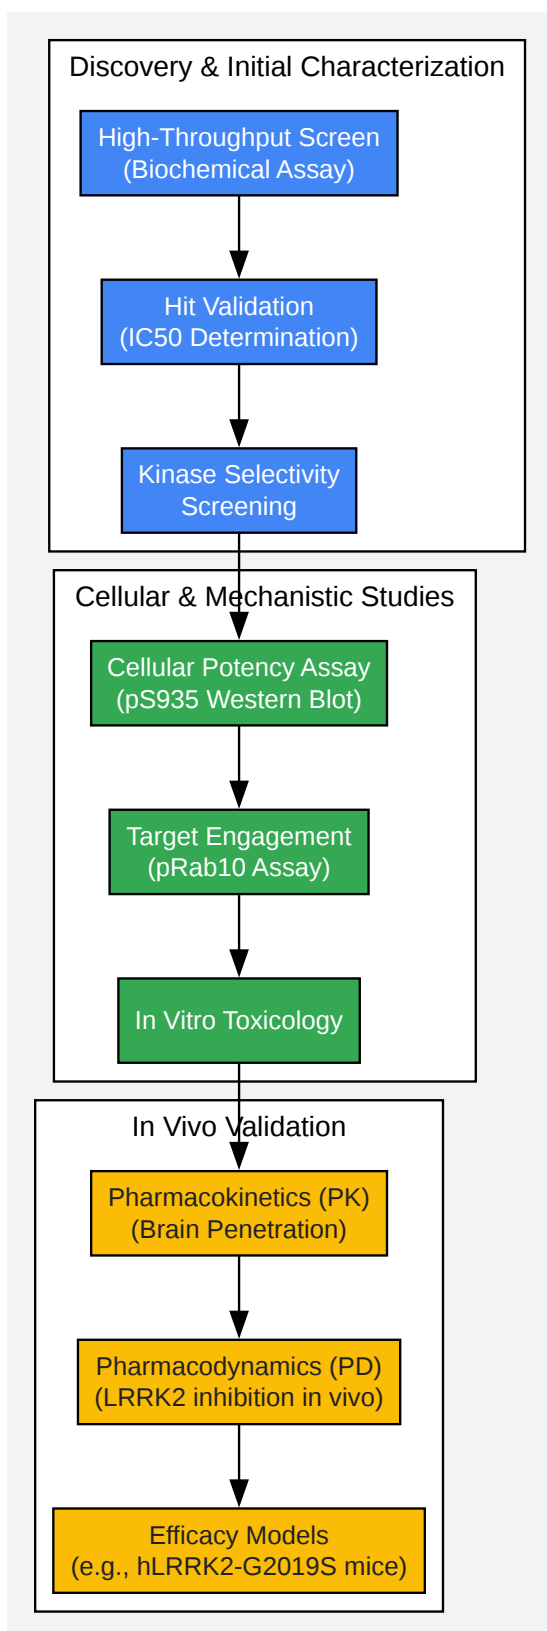 Discovery & Initial Characterization
High-Throughput Screen
(Biochemical Assay)
Hit Validation
(IC50 Determination)
Kinase Selectivity
Screening
Cellular & Mechanistic Studies
Cellular Potency Assay
(pS935 Western Blot)
Target Engagement
(pRab10 Assay)
In Vitro Toxicology
In Vivo Validation
Pharmacokinetics (PK)
(Brain Penetration)
Pharmacodynamics (PD)
(LRRK2 inhibition in vivo)
Efficacy Models
(e.g., hLRRK2-G2019S mice)